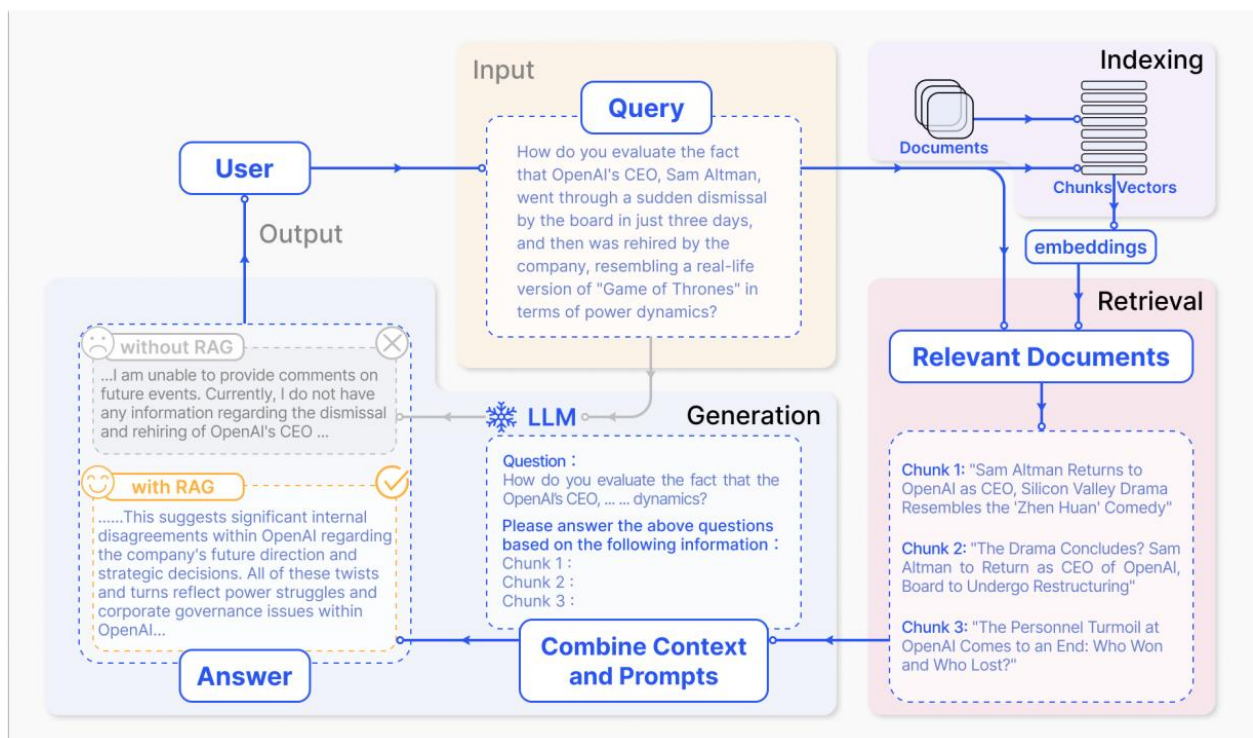 Input
Query
How do you evaluate the fact
that OpenAI's CEO, Sam Altman,
went through a sudden dismissal
by the board in just three days,
and then was rehired by the
company, resembling a real-life
version of "Game of Thrones" in
terms of power dynamics?
Indexing
Documents
Chunks Vectors
embeddings
User
Output
Retrieval
Relevant Documents
Chunk 1: "Sam Altman Returns to
OpenAI as CEO, Silicon Valley Drama
Resembles the 'Zhen Huan' Comedy"
Chunk 2: "The Drama Concludes? Sam
Altman to Return as CEO of OpenAI,
Board to Undergo Restructuring"
Chunk 3: "The Personnel Turmoil at
OpenAI Comes to an End: Who Won
and Who Lost?"
LLM
Generation
Question :
How do you evaluate the fact that the
OpenAI's CEO, ... ... dynamics?
Please answer the above questions
based on the following information :
Chunk 1 :
Chunk 2 :
Chunk 3 :
Combine Context
and Prompts
without RAG
...I am unable to provide comments on
future events. Currently, I do not have
any information regarding the dismissal
and rehiring of OpenAI's CEO ...
with RAG
......This suggests significant internal
disagreements within OpenAI regarding
the company's future direction and
strategic decisions. All of these twists
and turns reflect power struggles and
corporate governance issues within
OpenAI...
Answer